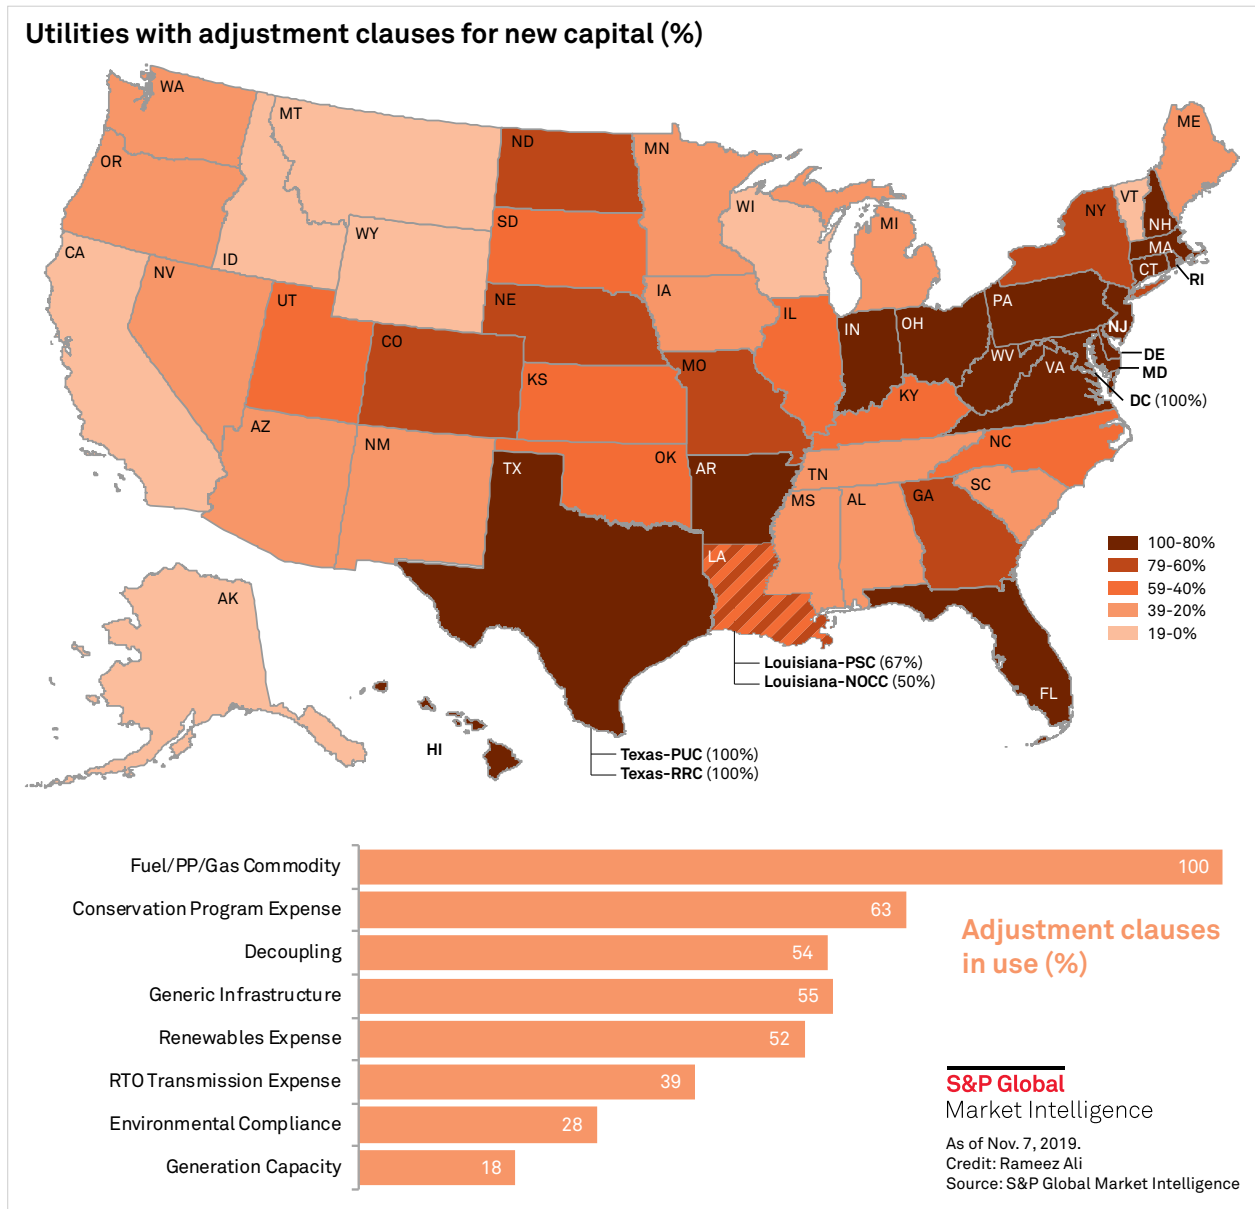 Utilities with adjustment clauses for new capital (%)
WA
MT
ND
MN
ME
OR
SD
WI
MI
NY
VT
NH
MA
CT
RI
CA
NV
ID
WY
UT
NE
IA
IL
IN
OH
PA
NJ
CO
KS
MO
KY
WV
VA
DE
MD
DC (100%)
AZ
NM
TX
OK
AR
TN
NC
SC
MS
AL
GA
LA
FL
AK
HI
100-80%
79-60%
59-40%
39-20%
19-0%
Louisiana-PSC (67%)
Louisiana-NOCC (50%)
Texas-PUC (100%)
Texas-RRC (100%)
Fuel/PP/Gas Commodity 100
Conservation Program Expense 63
Decoupling 54
Generic Infrastructure 55
Renewables Expense 52
RTO Transmission Expense 39
Environmental Compliance 28
Generation Capacity 18
Adjustment clauses
in use (%)
S&P Global
Market Intelligence
As of Nov. 7, 2019.
Credit: Rameez Ali
Source: S&P Global Market Intelligence